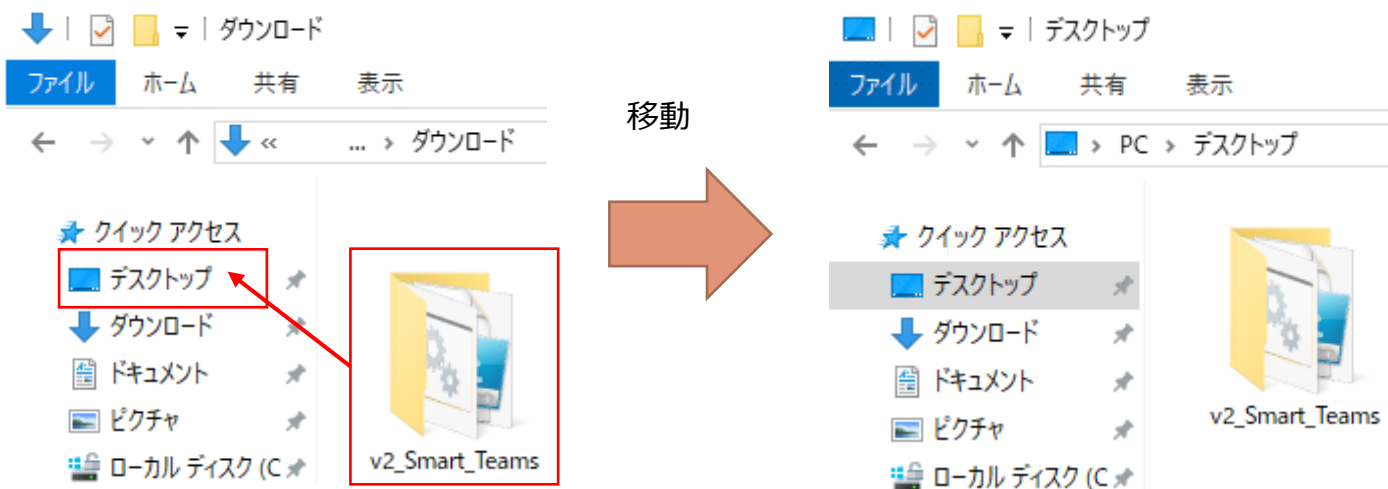 ダウンロード
ファイル ホーム 共有 表示
« ... › ダウンロード
クイック アクセス
デスクトップ
ダウンロード
ドキュメント
ピクチャ
ローカル ディスク (C
v2_Smart_Teams
移動
デスクトップ
ファイル ホーム 共有 表示
› PC › デスクトップ
クイック アクセス
デスクトップ
ダウンロード
ドキュメント
ピクチャ
ローカル ディスク (C
v2_Smart_Teams